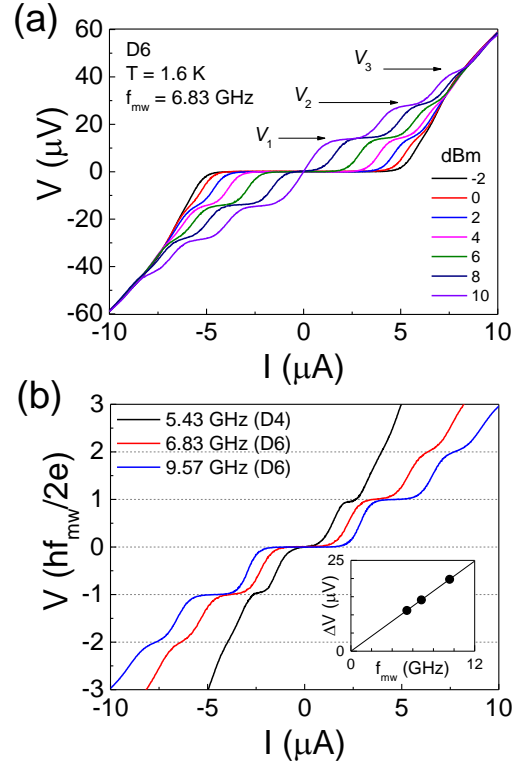 (a)
D6
T = 1.6 K
f_mw = 6.83 GHz
V_3
V_2
V_1
60
40
20
0
-20
-40
-60
V (μV)
dBm
-2
0
2
4
6
8
10
-10
-5
0
5
10
I (μA)
(b)
5.43 GHz (D4)
6.83 GHz (D6)
9.57 GHz (D6)
3
2
1
0
-1
-2
-3
V (hf_mw/2e)
25
0
ΔV (μV)
0
12
f_mw (GHz)
-10
-5
0
5
10
I (μA)